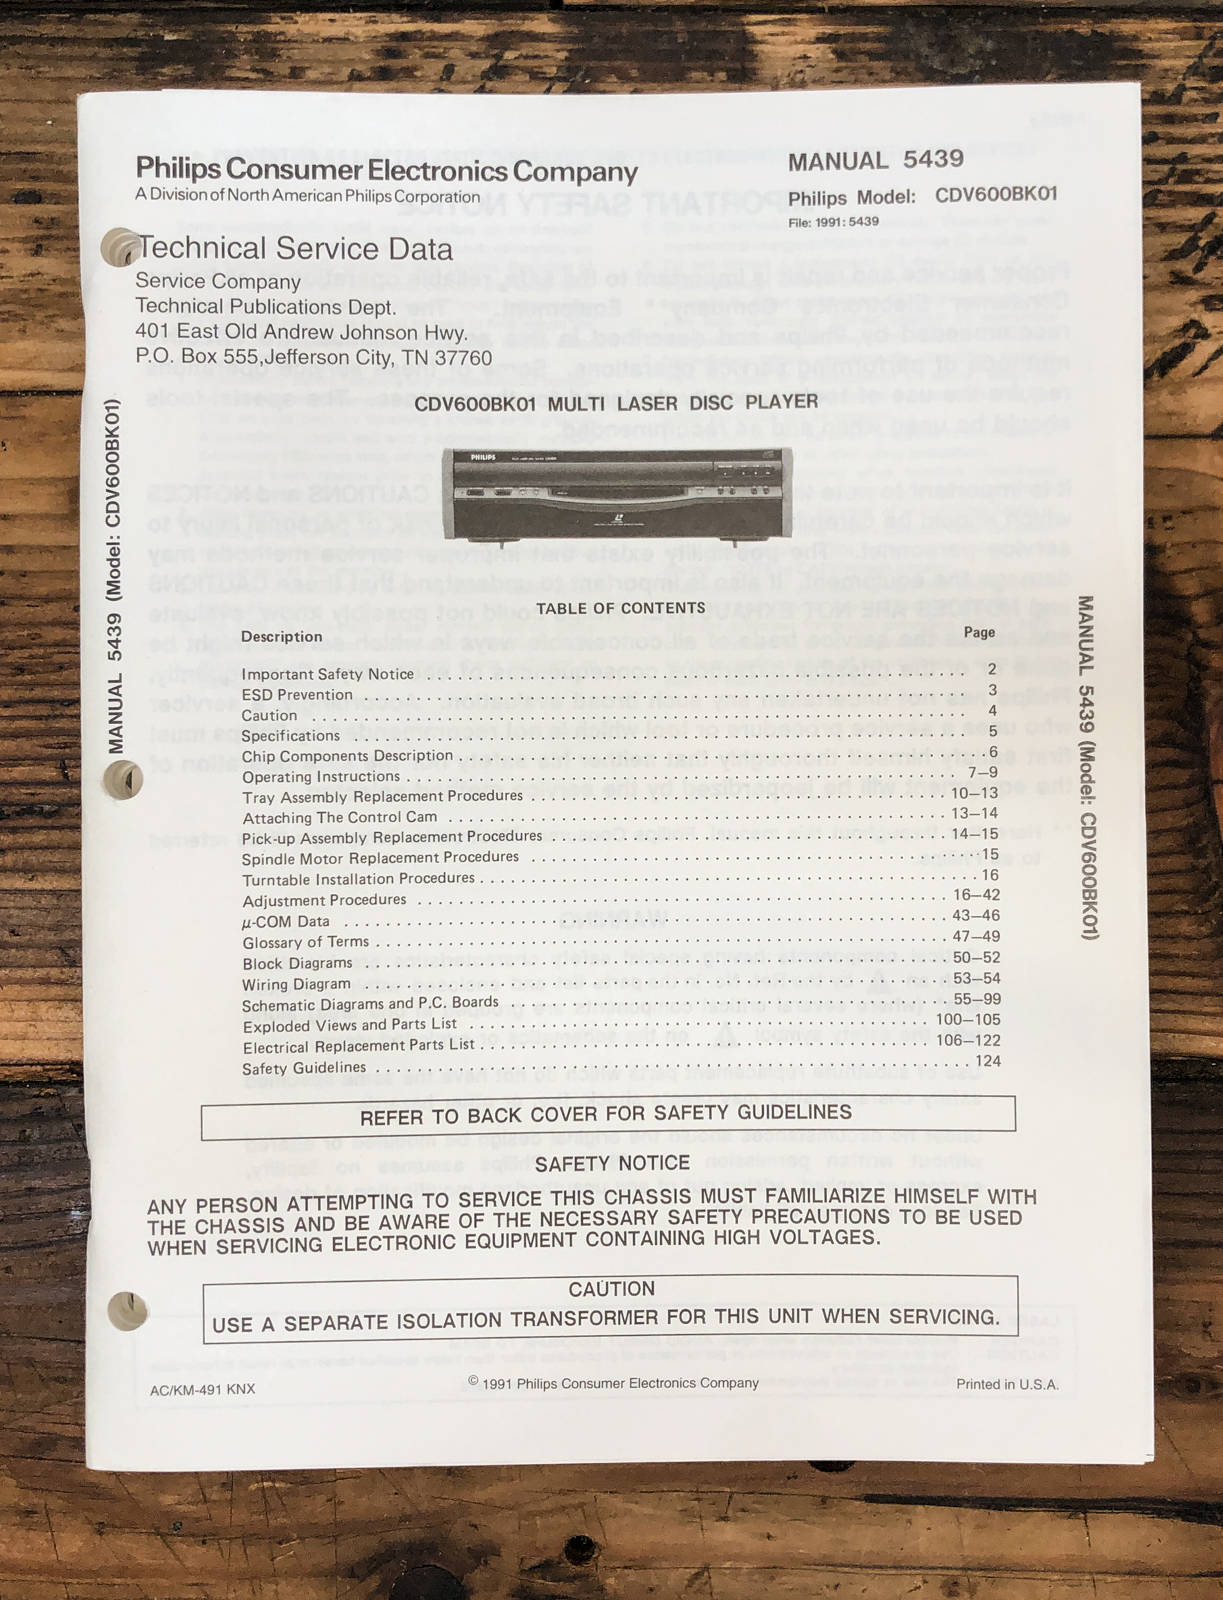 Philips Consumer Electronics Company
A Division of North American Philips Corporation
MANUAL 5439
Philips Model: CDV600BK01
File: 1991: 5439
Technical Service Data
Service Company
Technical Publications Dept.
401 East Old Andrew Johnson Hwy.
P.O. Box 555,Jefferson City, TN 37760
CDV600BK01 MULTI LASER DISC PLAYER
PHILIPS
MANUAL 5439 (Model: CDV600BK01)
MANUAL 5439 (Model: CDV600BK01)
TABLE OF CONTENTS
Description Page
Important Safety Notice 2
ESD Prevention 3
Caution 4
Specifications 5
Chip Components Description 6
Operating Instructions 7–9
Tray Assembly Replacement Procedures 10–13
Attaching The Control Cam 13–14
Pick-up Assembly Replacement Procedures 14–15
Spindle Motor Replacement Procedures 15
Turntable Installation Procedures 16
Adjustment Procedures 16–42
μ-COM Data 43–46
Glossary of Terms 47–49
Block Diagrams 50–52
Wiring Diagram 53–54
Schematic Diagrams and P.C. Boards 55–99
Exploded Views and Parts List 100–105
Electrical Replacement Parts List 106–122
Safety Guidelines 124
REFER TO BACK COVER FOR SAFETY GUIDELINES
SAFETY NOTICE
ANY PERSON ATTEMPTING TO SERVICE THIS CHASSIS MUST FAMILIARIZE HIMSELF WITH
THE CHASSIS AND BE AWARE OF THE NECESSARY SAFETY PRECAUTIONS TO BE USED
WHEN SERVICING ELECTRONIC EQUIPMENT CONTAINING HIGH VOLTAGES.
CAUTION
USE A SEPARATE ISOLATION TRANSFORMER FOR THIS UNIT WHEN SERVICING.
AC/KM-491 KNX
© 1991 Philips Consumer Electronics Company
Printed in U.S.A.